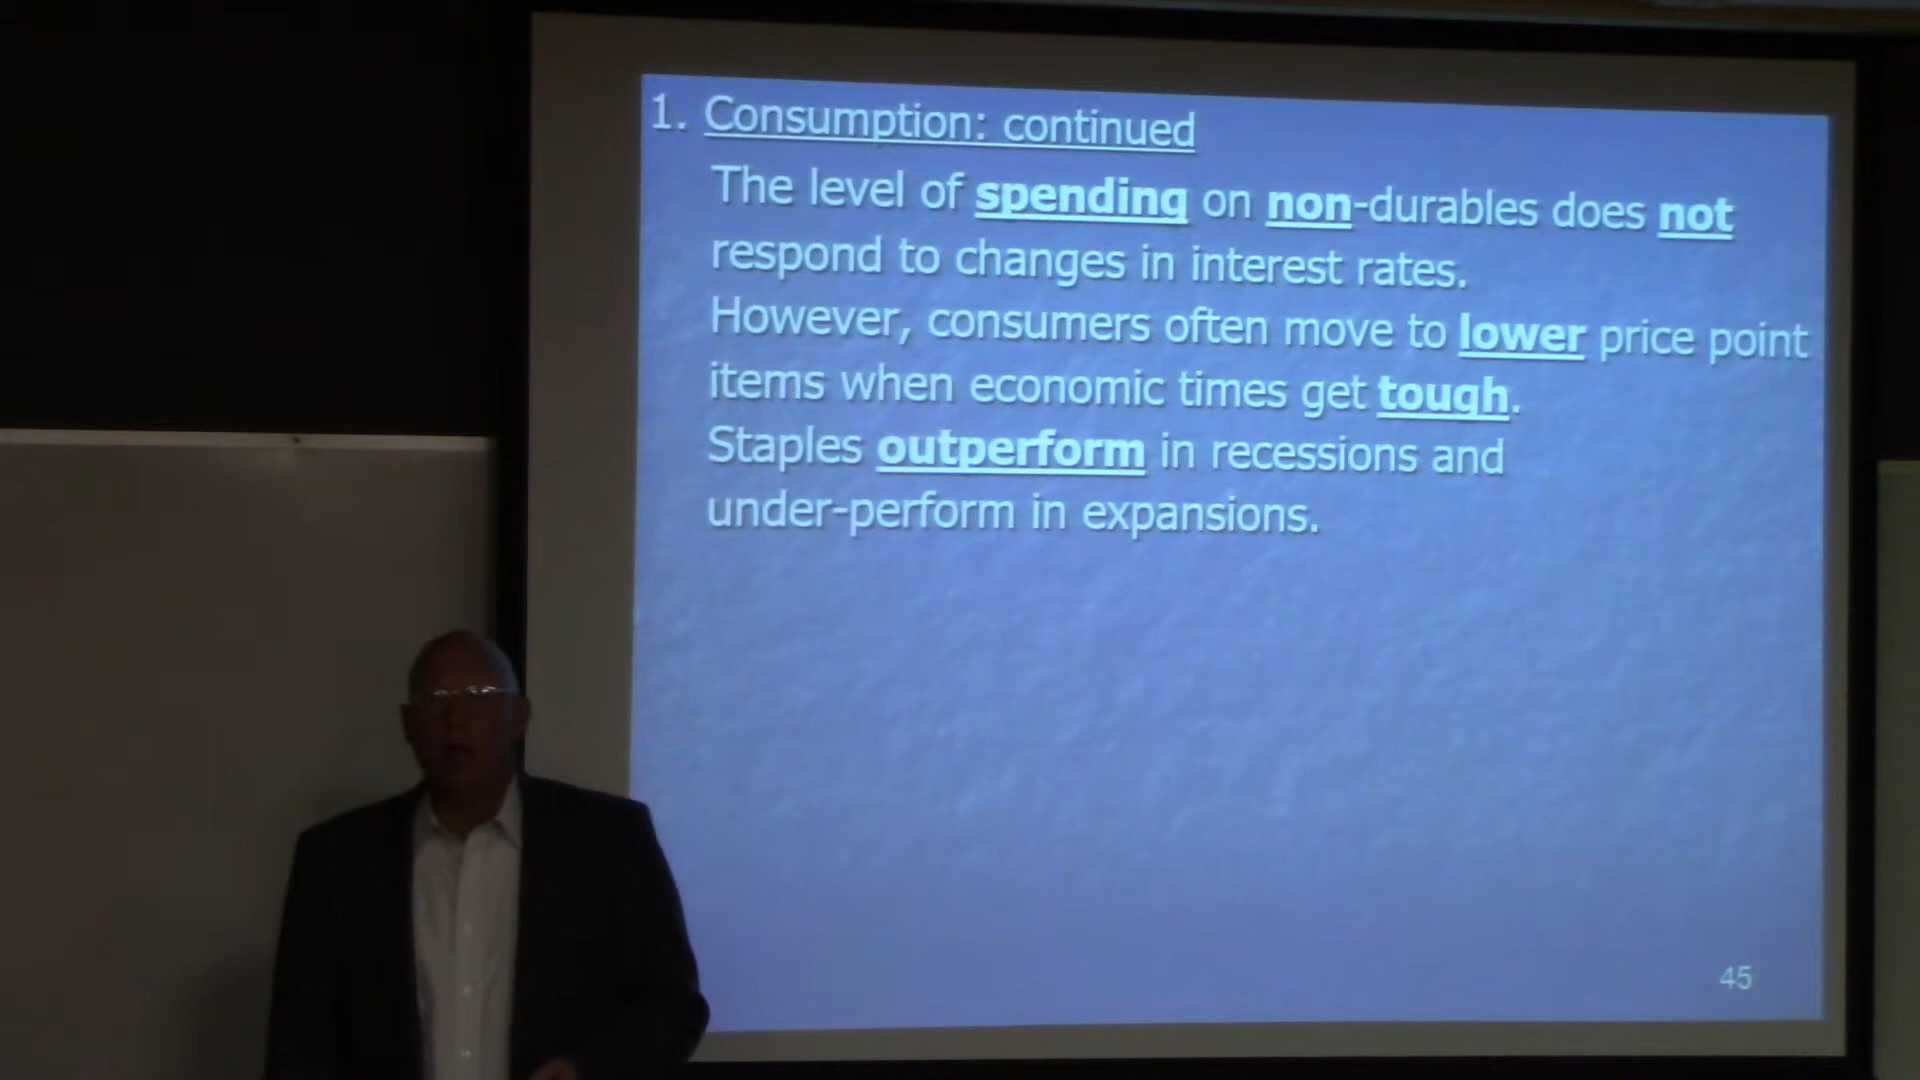 1. Consumption: continued
The level of spending on non-durables does not
respond to changes in interest rates.
However, consumers often move to lower price point
items when economic times get tough.
Staples outperform in recessions and
under-perform in expansions.
45